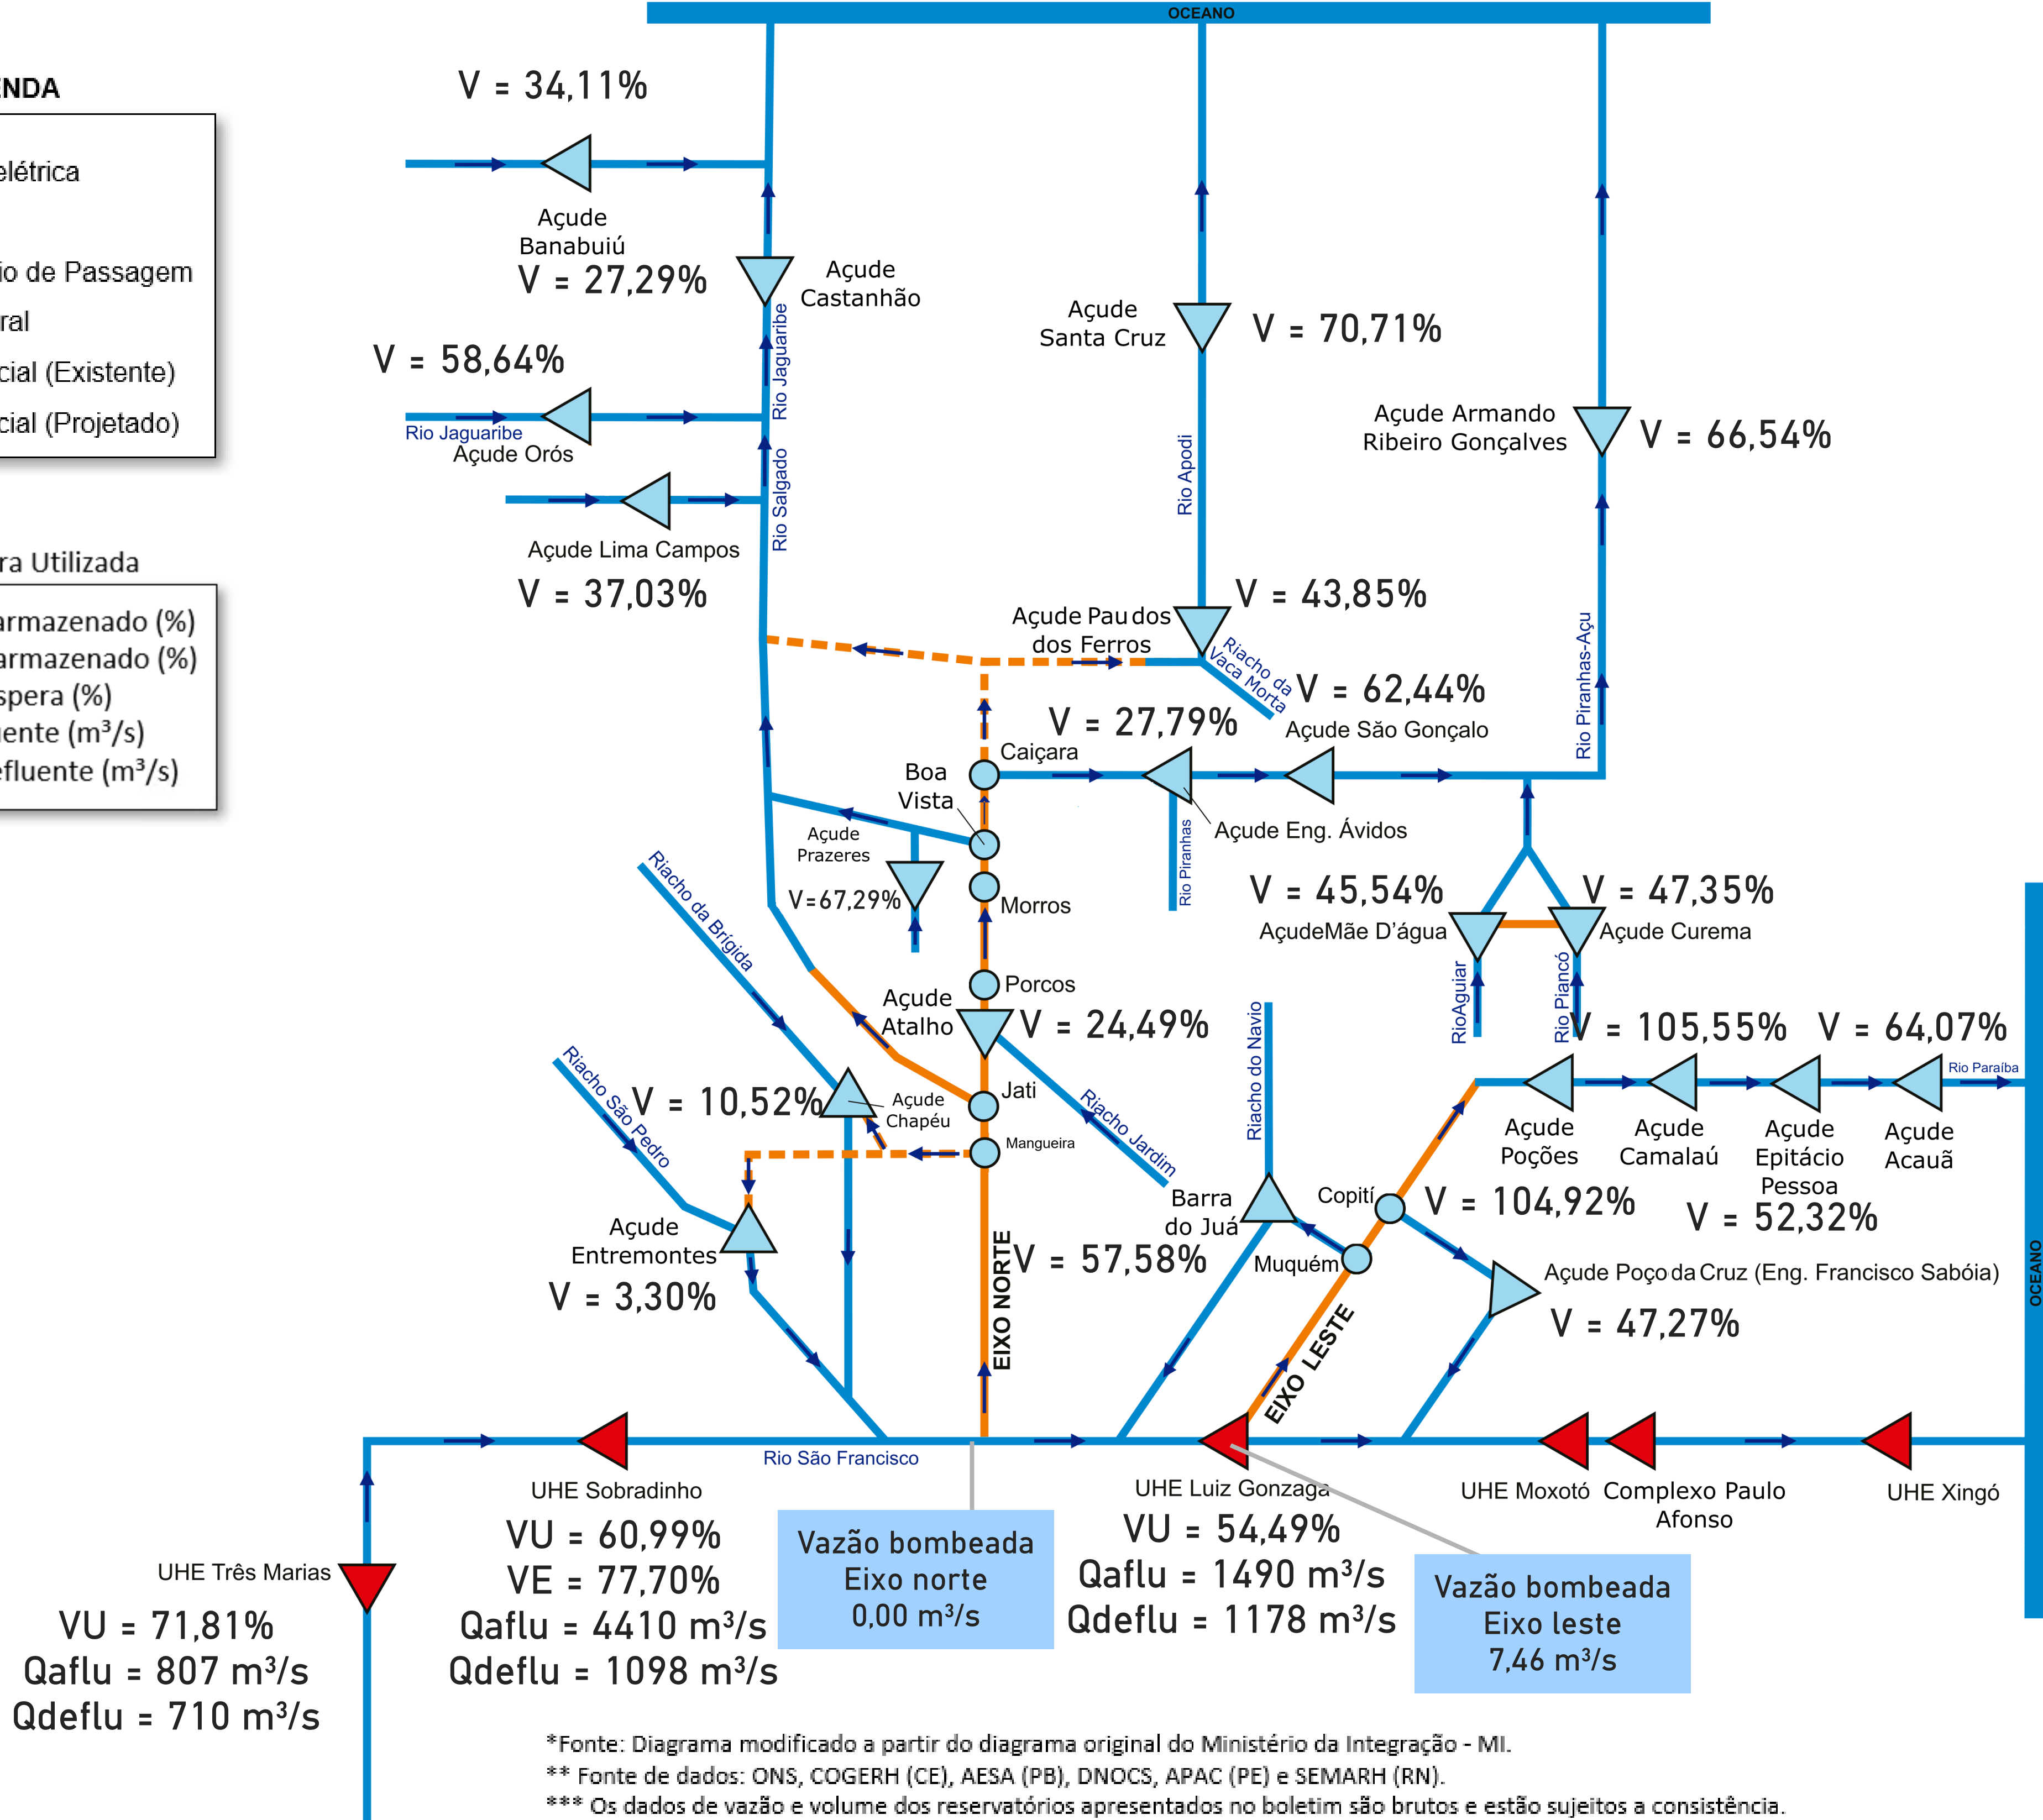 OCEANO
ENDA
elétrica
io de Passagem
ral
cial (Existente)
cial (Projetado)
ra Utilizada
armazenado (%)
armazenado (%)
spera (%)
uente (m³/s)
efluente (m³/s)
V = 34,11%
Açude
Banabuiú
V = 27,29%
Açude
Castanhão
Rio Jaguaribe
V = 58,64%
Rio Jaguaribe
Açude Orós
Rio Salgado
Açude Lima Campos
V = 37,03%
Açude
Santa Cruz
V = 70,71%
Rio Apodi
Açude Armando
Ribeiro Gonçalves
V = 66,54%
Açude Pau dos
dos Ferros
V = 43,85%
Riacho da
Vaca Morta
V = 62,44%
Açude São Gonçalo
V = 27,79%
Rio Piranhas-Açu
Caiçara
Boa
Vista
Açude Eng. Ávidos
Rio Piranhas
Açude
Prazeres
V= 67,29%
Morros
V = 45,54%
AçudeMãe D'água
V = 47,35%
Açude Curema
Riacho da Brígida
Porcos
Açude
Atalho
V = 24,49%
RioAguiar
Rio Piancó
V = 105,55%
V = 64,07%
Rio Paraíba
Riacho São Pedro
V = 10,52%
Açude
Chapéu
Jati
Mangueira
Riacho Jardim
Riacho do Navio
Açude
Poções
Açude
Camalaú
Açude
Epitácio
Pessoa
Açude
Acauã
V = 104,92%
V = 52,32%
Copití
Barra
do Juá
V = 57,58%
Muquém
Açude
Entremontes
V = 3,30%
EIXO NORTE
EIXO LESTE
Açude Poço da Cruz (Eng. Francisco Sabóia)
V = 47,27%
OCEANO
Rio São Francisco
UHE Sobradinho
VU = 60,99%
VE = 77,70%
Qaflu = 4410 m³/s
Qdeflu = 1098 m³/s
Vazão bombeada
Eixo norte
0,00 m³/s
UHE Luiz Gonzaga
VU = 54,49%
Qaflu = 1490 m³/s
Qdeflu = 1178 m³/s
Vazão bombeada
Eixo leste
7,46 m³/s
UHE Moxotó
Complexo Paulo
Afonso
UHE Xingó
UHE Três Marias
VU = 71,81%
Qaflu = 807 m³/s
Qdeflu = 710 m³/s
*Fonte: Diagrama modificado a partir do diagrama original do Ministério da Integração - MI.
** Fonte de dados: ONS, COGERH (CE), AESA (PB), DNOCS, APAC (PE) e SEMARH (RN).
*** Os dados de vazão e volume dos reservatórios apresentados no boletim são brutos e estão sujeitos a consistência.